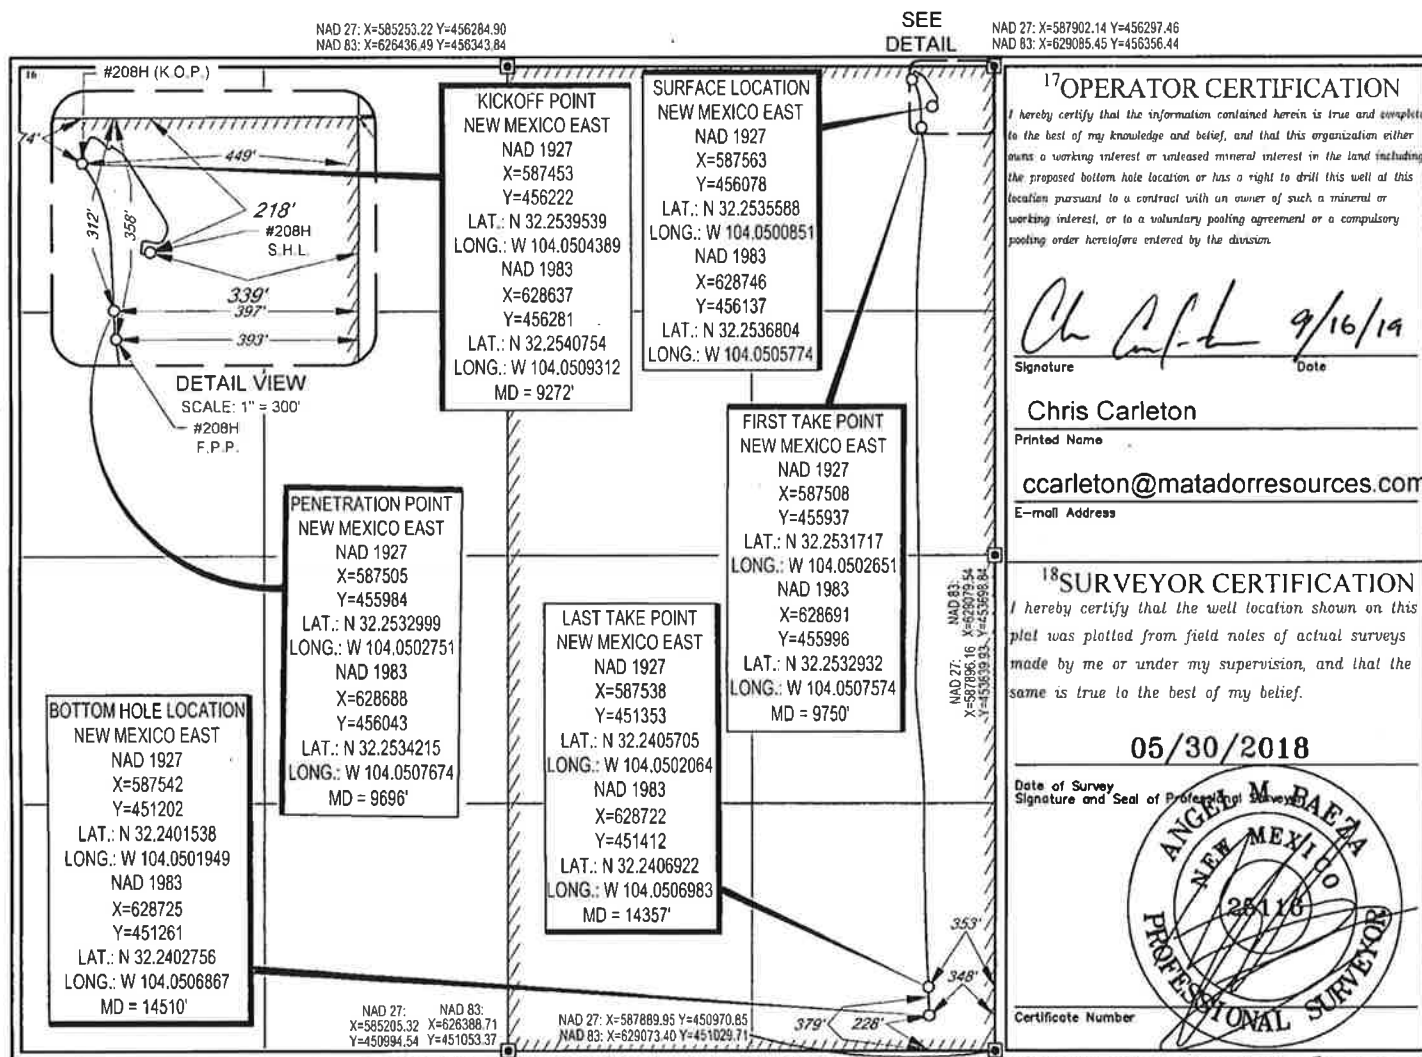 NAD 27: X=585253.22 Y=456284.90
NAD 83: X=626436.49 Y=456343.84
SEE
DETAIL
NAD 27: X=587902.14 Y=456297.46
NAD 83: X=629085.45 Y=456356.44
16
#208H (K.O.P.)
74'
449'
218'
#208H
S.H.L.
312'
358'
339'
397'
393'
DETAIL VIEW
SCALE: 1" = 300'
#208H
F.P.P.
KICKOFF POINT
NEW MEXICO EAST
NAD 1927
X=587453
Y=456222
LAT.: N 32.2539539
LONG.: W 104.0504389
NAD 1983
X=628637
Y=456281
LAT.: N 32.2540754
LONG.: W 104.0509312
MD = 9272'
SURFACE LOCATION
NEW MEXICO EAST
NAD 1927
X=587563
Y=456078
LAT.: N 32.2535588
LONG.: W 104.0500851
NAD 1983
X=628746
Y=456137
LAT.: N 32.2536804
LONG.: W 104.0505774
FIRST TAKE POINT
NEW MEXICO EAST
NAD 1927
X=587508
Y=455937
LAT.: N 32.2531717
LONG.: W 104.0502651
NAD 1983
X=628691
Y=455996
LAT.: N 32.2532932
LONG.: W 104.0507574
MD = 9750'
PENETRATION POINT
NEW MEXICO EAST
NAD 1927
X=587505
Y=455984
LAT.: N 32.2532999
LONG.: W 104.0502751
NAD 1983
X=628688
Y=456043
LAT.: N 32.2534215
LONG.: W 104.0507674
MD = 9696'
LAST TAKE POINT
NEW MEXICO EAST
NAD 1927
X=587538
Y=451353
LAT.: N 32.2405705
LONG.: W 104.0502064
NAD 1983
X=628722
Y=451412
LAT.: N 32.2406922
LONG.: W 104.0506983
MD = 14357'
BOTTOM HOLE LOCATION
NEW MEXICO EAST
NAD 1927
X=587542
Y=451202
LAT.: N 32.2401538
LONG.: W 104.0501949
NAD 1983
X=628725
Y=451261
LAT.: N 32.2402756
LONG.: W 104.0506867
MD = 14510'
NAD 27:
X=587896.16
NAD 83:
X=629079.54
353'
348'
379'
228'
NAD 27:
X=585205.32
Y=450994.54
NAD 83:
X=626388.71
Y=451053.37
NAD 27: X=587889.95 Y=450970.85
NAD 83: X=629073.40 Y=451029.71
17OPERATOR CERTIFICATION
I hereby certify that the information contained herein is true and complete
to the best of my knowledge and belief, and that this organization either
owns a working interest or unleased mineral interest in the land including
the proposed bottom hole location or has a right to drill this well at this
location pursuant to a contract with an owner of such a mineral or
working interest, or to a voluntary pooling agreement or a compulsory
pooling order heretofore entered by the division.
9/16/19
Signature
Date
Chris Carleton
Printed Name
ccarleton@matadorresources.com
E-mail Address
18SURVEYOR CERTIFICATION
I hereby certify that the well location shown on this
plat was plotted from field notes of actual surveys
made by me or under my supervision, and that the
same is true to the best of my belief.
05/30/2018
Date of Survey
Signature and Seal of Professional Surveyor
ANGEL M. BAEZA
NEW MEXICO
25116
PROFESSIONAL SURVEYOR
Certificate Number